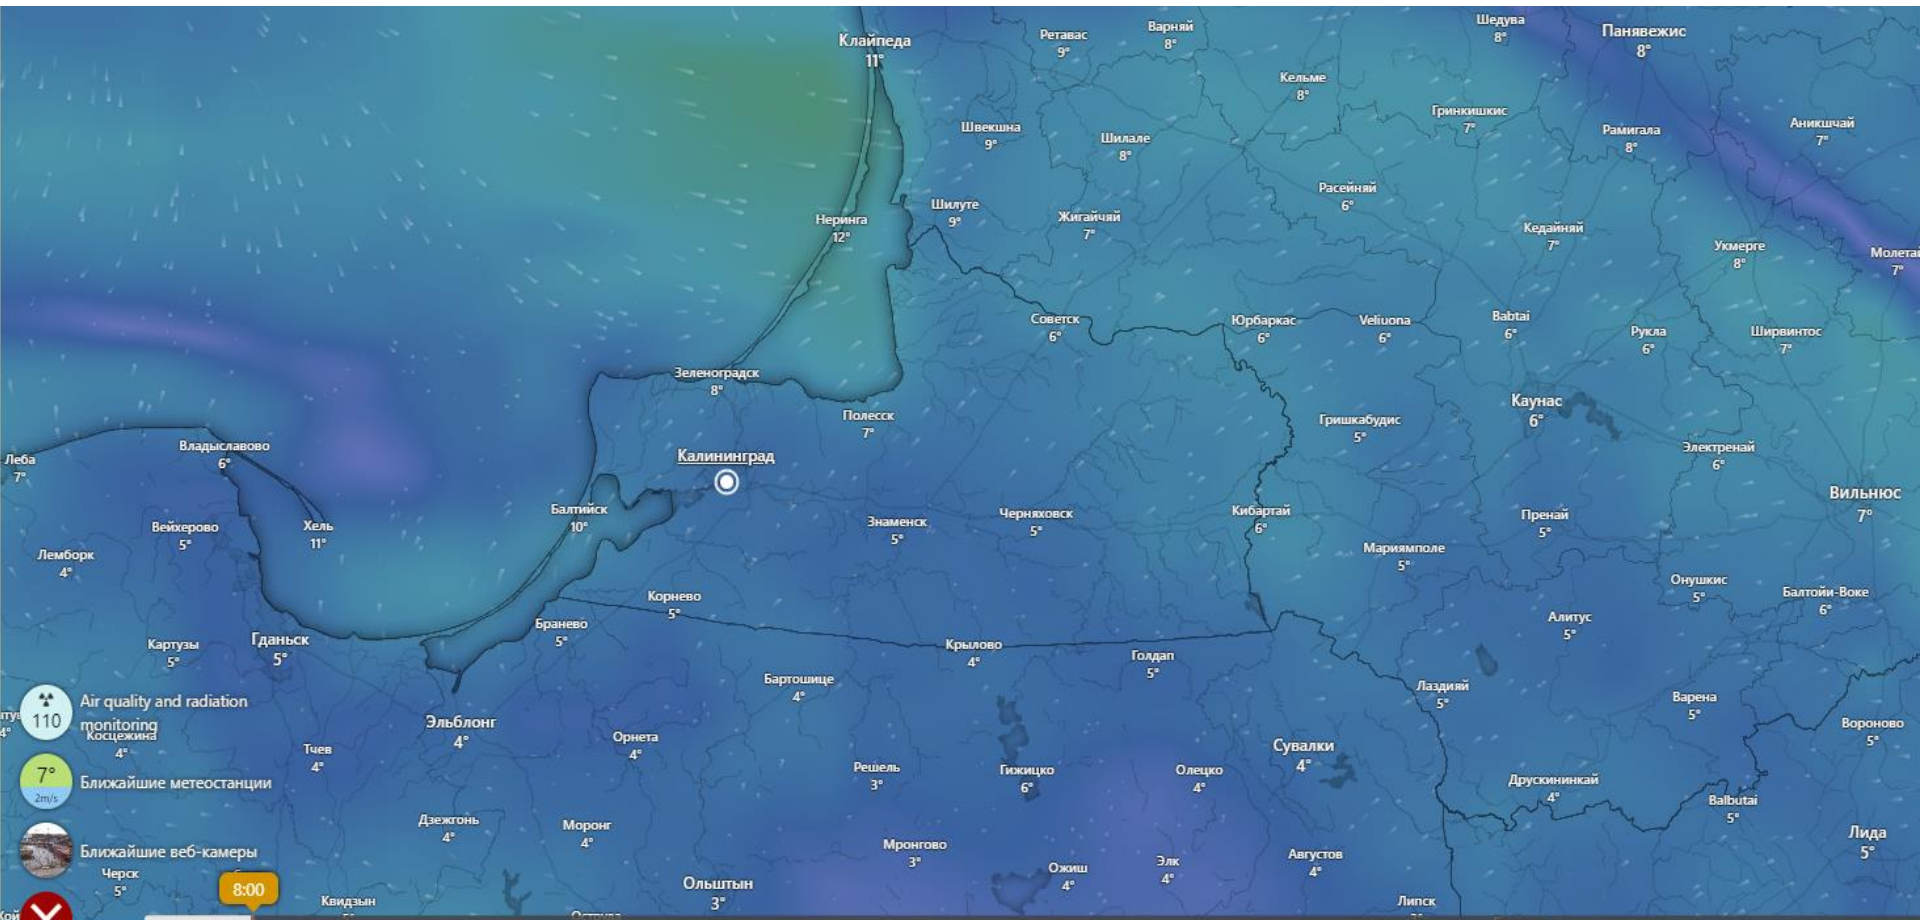 Клайпеда
11°
Ретавас
9°
Варняй
8°
Шедува
8°
Панявежис
8°
Кельме
8°
Гринкишкис
7°
Швекшна
9°
Шилале
8°
Рамигала
8°
Аникшчай
7°
Расейняй
6°
Неринга
12°
Шилуте
9°
Жигайчяй
7°
Кедайняй
7°
Укмерге
8°
Молетай
7°
Советск
6°
Юрбаркас
6°
Veliuona
6°
Babtai
6°
Рукла
6°
Ширвинтос
7°
Зеленоградск
8°
Полесск
7°
Гришкабудис
5°
Каунас
6°
Леба
7°
Владыславово
6°
Калининград
Электренай
6°
Вильнюс
7°
Вейхерово
5°
Хель
11°
Балтийск
10°
Знаменск
5°
Черняховск
5°
Кибартай
6°
Пренай
5°
Лемборк
4°
Мариямполе
5°
Корнево
5°
Онушкис
5°
Балтойи-Воке
6°
Картузы
5°
Гданьск
5°
Бранево
5°
Крылово
4°
Голдап
5°
Алитус
5°
Бартошице
4°
Лаздияй
5°
Варена
5°
110
Air quality and radiation
monitoring
4°
Косцежина
4°
Эльблонг
4°
Вороново
5°
Тчев
4°
Орнета
4°
Сувалки
4°
7°
2m/s
Ближайшие метеостанции
Решель
3°
Гижицко
6°
Олецко
4°
Друскининкай
4°
Balbutai
5°
Дзежгонь
4°
Моронг
4°
Лида
5°
Ближайшие веб-камеры
Мронгово
3°
Ожиш
4°
Элк
4°
Августов
4°
Черск
5°
8:00
Ольштын
3°
Квидзын
Липск